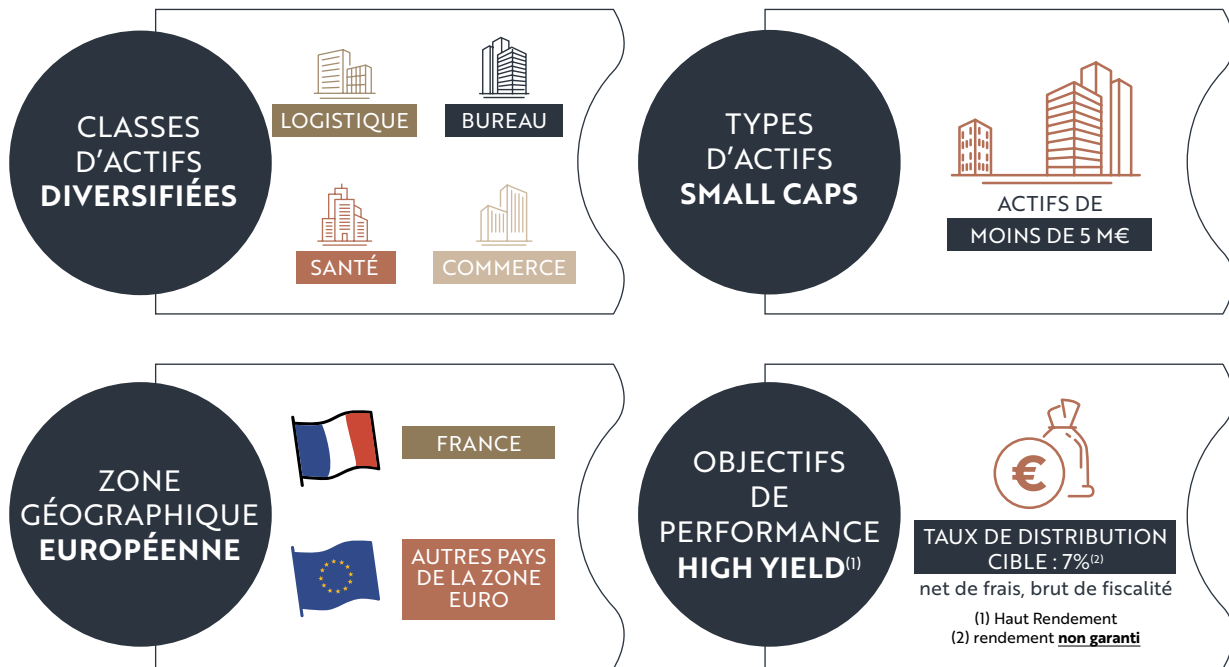 CLASSES
D'ACTIFS
DIVERSIFIÉES
LOGISTIQUE
BUREAU
SANTÉ
COMMERCE
TYPES
D'ACTIFS
SMALL CAPS
ACTIFS DE
MOINS DE 5 M€
ZONE
GÉOGRAPHIQUE
EUROPÉENNE
FRANCE
AUTRES PAYS
DE LA ZONE
EURO
OBJECTIFS
DE
PERFORMANCE
HIGH YIELD(1)
€
TAUX DE DISTRIBUTION
CIBLE : 7%(2)
net de frais, brut de fiscalité
(1) Haut Rendement
(2) rendement non garanti